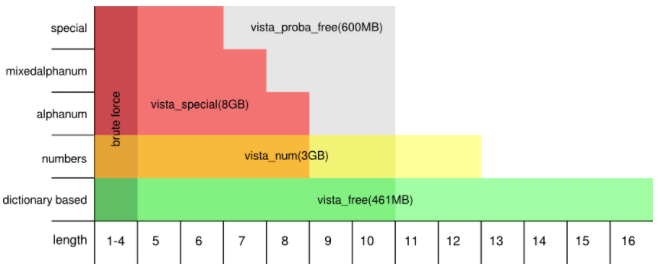 special
vista_proba_free(600MB)
mixedalphanum
alphanum
brute force
vista_special(8GB)
numbers
vista_num(3GB)
dictionary based
vista_free(461MB)
length 1-4 5 6 7 8 9 10 11 12 13 14 15 16